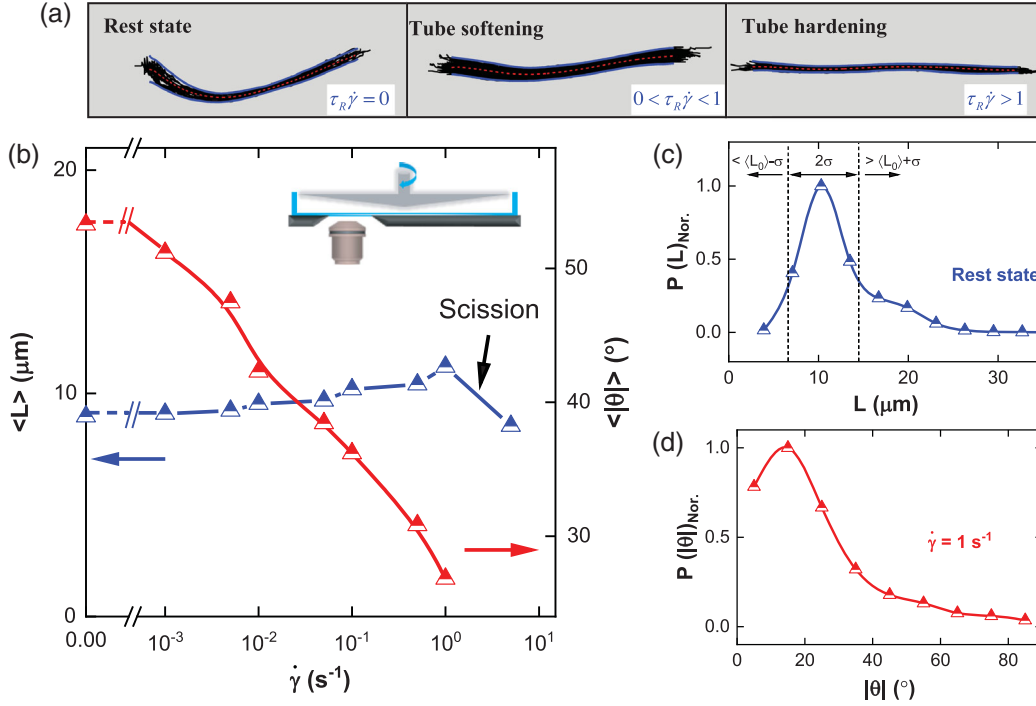 (a)
Rest state
τ_R γ̇ = 0
Tube softening
0 < τ_R γ̇ < 1
Tube hardening
τ_R γ̇ > 1
(b)
20
10
0
<L> (μm)
Scission
50
40
30
<|θ|> (°)
0.00
10⁻³
10⁻²
10⁻¹
10⁰
10¹
γ̇ (s⁻¹)
(c)
< ⟨L₀⟩−σ
2σ
> ⟨L₀⟩+σ
1.0
0.5
0.0
P (L)Nor.
Rest state
0
10
20
30
L (μm)
(d)
1.0
0.5
0.0
P (|θ|)Nor.
γ̇ = 1 s⁻¹
0
20
40
60
80
|θ| (°)